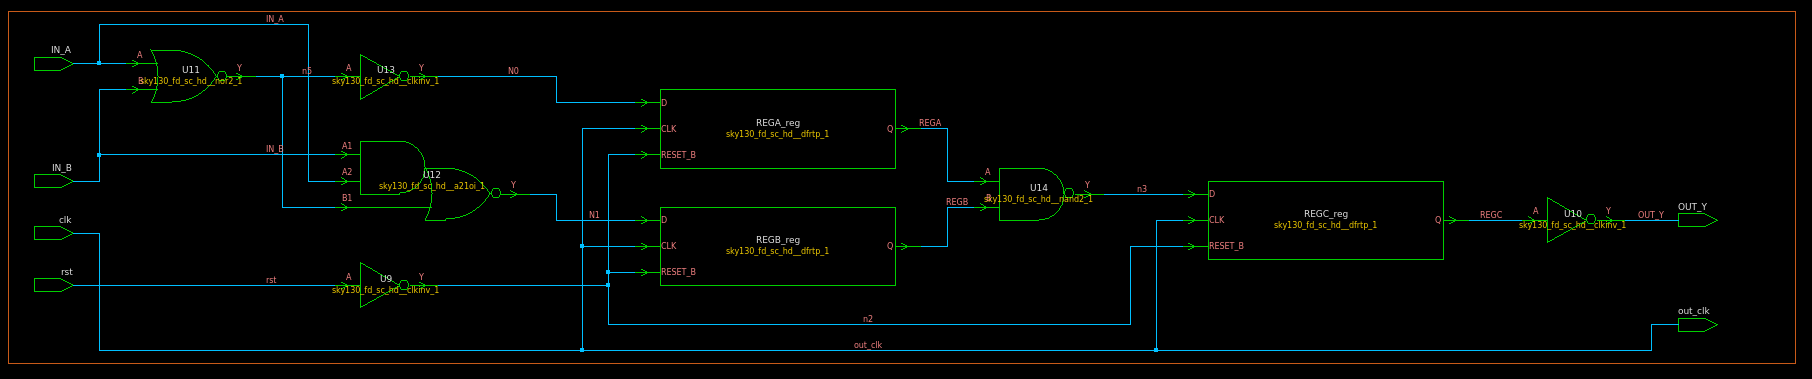 IN_A
IN_A
A
B
U11
sky130_fd_sc_hd__nor2_1
Y
n5
A
U13
sky130_fd_sc_hd__clkinv_1
Y
N0
IN_B
IN_B
A1
A2
B1
U12
sky130_fd_sc_hd__a21oi_1
Y
N1
clk
rst
rst
A
U9
sky130_fd_sc_hd__clkinv_1
Y
D
CLK
RESET_B
REGA_reg
sky130_fd_sc_hd__dfrtp_1
Q
REGA
D
CLK
RESET_B
REGB_reg
sky130_fd_sc_hd__dfrtp_1
Q
REGB
A
B
U14
sky130_fd_sc_hd__nand2_1
Y
n3
D
CLK
RESET_B
REGC_reg
sky130_fd_sc_hd__dfrtp_1
Q
REGC
A
U10
sky130_fd_sc_hd__clkinv_1
Y
OUT_Y
OUT_Y
n2
out_clk
out_clk